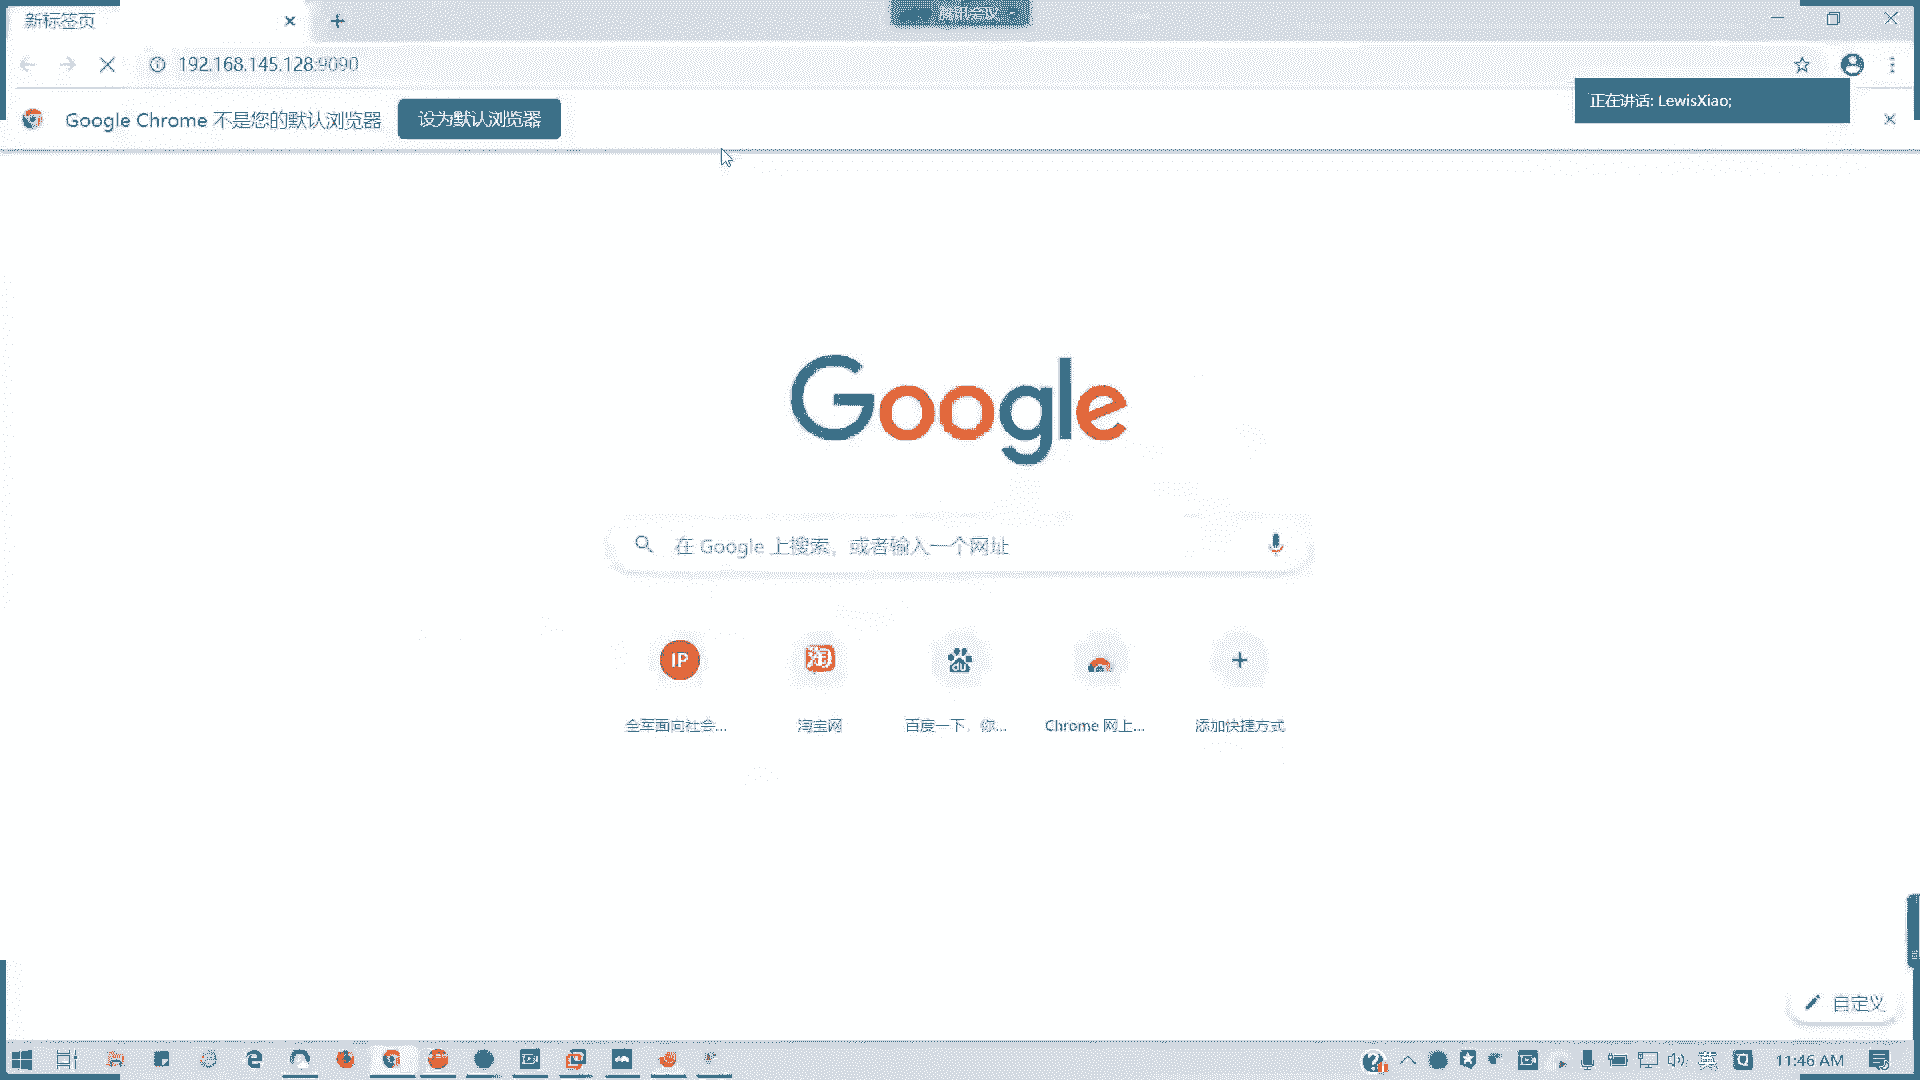 新标签页
腾讯会议
192.168.145.128:9090
正在讲话: LewisXiao;
Google Chrome 不是您的默认浏览器
设为默认浏览器
Google
在 Google 上搜索，或者输入一个网址
IP
淘
du
全军面向社会...
淘宝网
百度一下，你...
Chrome 网上...
添加快捷方式
自定义
英
11:46 AM